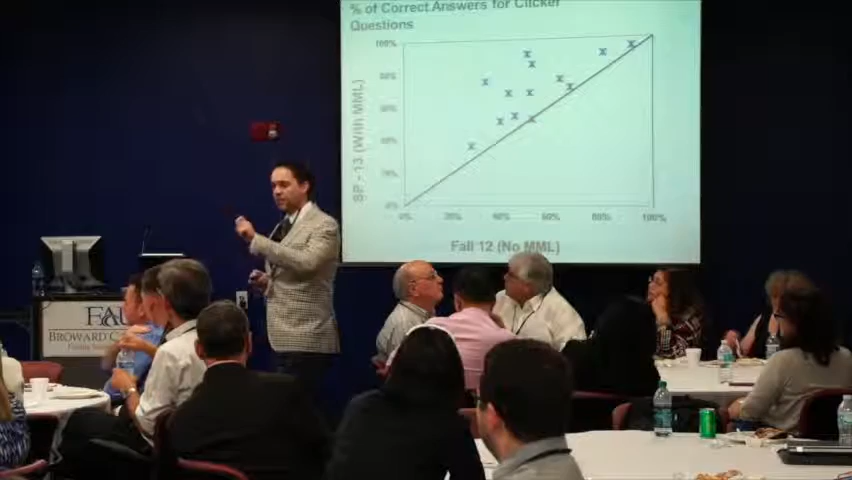 % of Correct Answers for Clicker
Questions
100%
80%
60%
40%
20%
0%
SP - 13 (With MML)
0%
20%
40%
60%
80%
100%
Fall 12 (No MML)
FAU
BROWARD